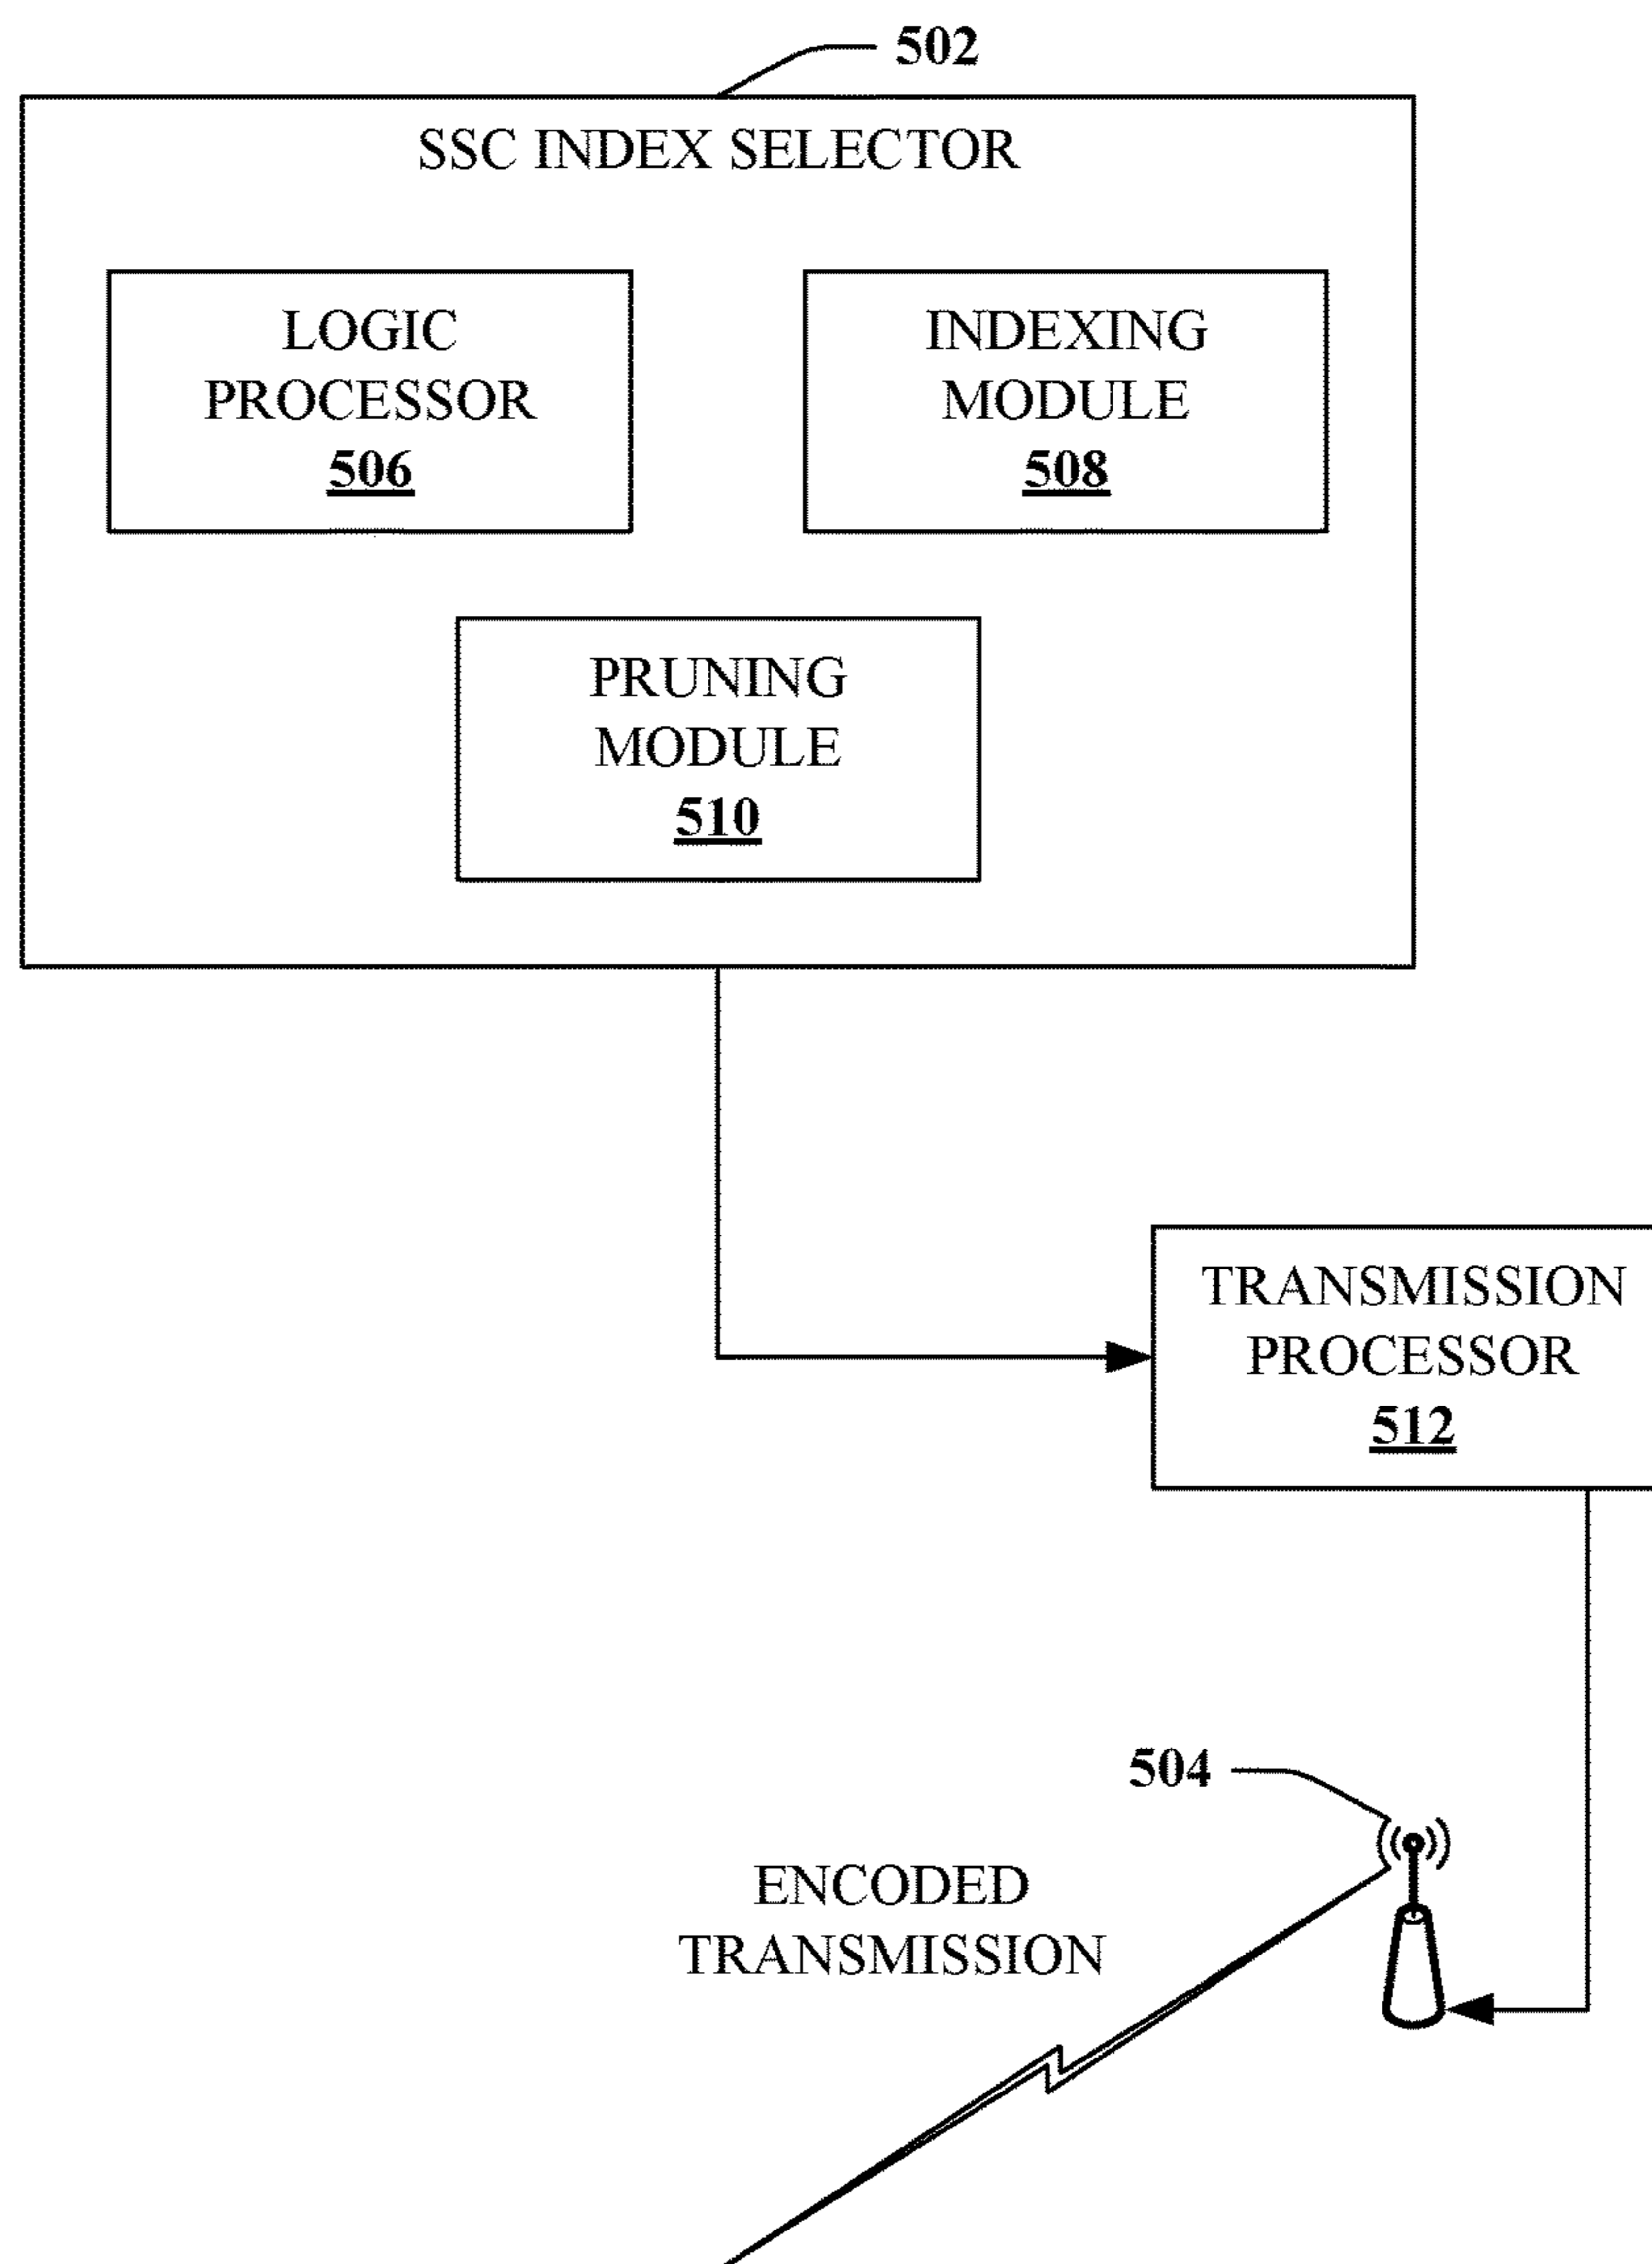 502
SSC INDEX SELECTOR
LOGIC
PROCESSOR
506
INDEXING
MODULE
508
PRUNING
MODULE
510
TRANSMISSION
PROCESSOR
512
504
ENCODED
TRANSMISSION